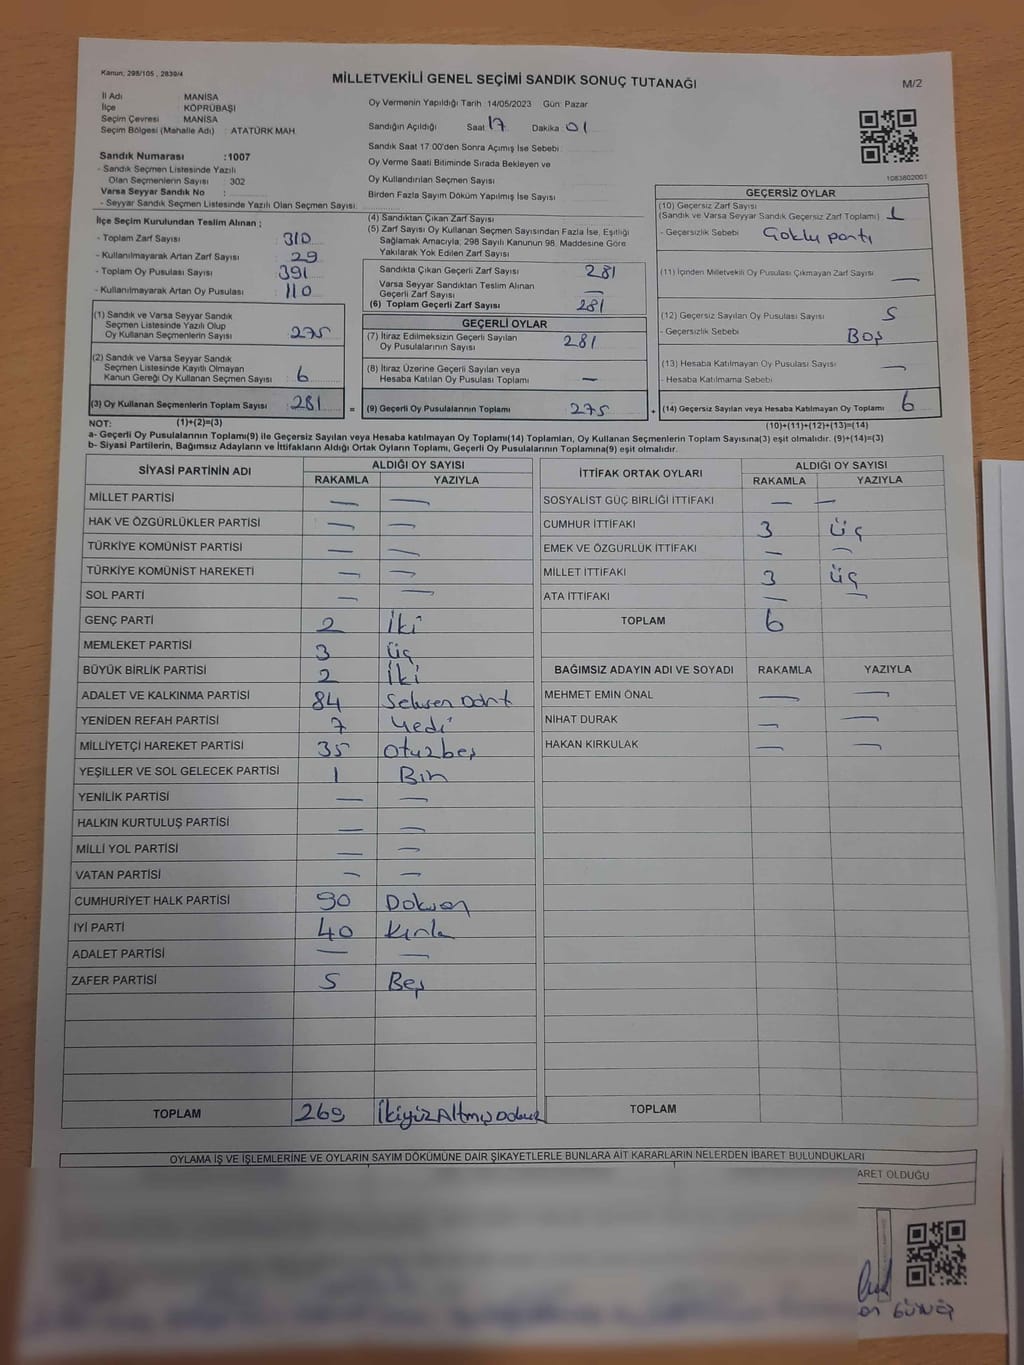 Kanun, 298/105 , 2839/4
MİLLETVEKİLİ GENEL SEÇİMİ SANDIK SONUÇ TUTANAĞI
M/2
İl Adı : MANİSA
İlçe : KÖPRÜBAŞI
Seçim Çevresi : MANİSA
Seçim Bölgesi (Mahalle Adı) : ATATÜRK MAH.
Sandık Numarası :1007
- Sandık Seçmen Listesinde Yazılı
Olan Seçmenlerin Sayısı : 302
Varsa Seyyar Sandık No :
- Seyyar Sandık Seçmen Listesinde Yazılı Olan Seçmen Sayısı:
Oy Vermenin Yapıldığı Tarih 14/05/2023 Gün: Pazar
Sandığın Açıldığı Saat 17 Dakika 01
Sandık Saat 17:00'den Sonra Açımış İse Sebebi :
Oy Verme Saati Bitiminde Sırada Bekleyen ve
Oy Kullandırılan Seçmen Sayısı :
Birden Fazla Sayım Döküm Yapılmış İse Sayısı :
1083802001
İlçe Seçim Kurulundan Teslim Alınan ;
- Toplam Zarf Sayısı : 310
- Kullanılmayarak Artan Zarf Sayısı : 29
- Toplam Oy Pusulası Sayısı : 391
- Kullanılmayarak Artan Oy Pusulası : 110
(1) Sandık ve Varsa Seyyar Sandık
Seçmen Listesinde Yazılı Olup
Oy Kullanan Seçmenlerin Sayısı : 275
(2) Sandık ve Varsa Seyyar Sandık
Seçmen Listesinde Kayıtlı Olmayan
Kanun Gereği Oy Kullanan Seçmen Sayısı : 6
(3) Oy Kullanan Seçmenlerin Toplam Sayısı : 281
(4) Sandıktan Çıkan Zarf Sayısı
(5) Zarf Sayısı Oy Kullanan Seçmen Sayısından Fazla İse, Eşitliği
Sağlamak Amacıyla; 298 Sayılı Kanunun 98. Maddesine Göre
Yakılarak Yok Edilen Zarf Sayısı
Sandıkta Çıkan Geçerli Zarf Sayısı : 281
Varsa Seyyar Sandıktan Teslim Alınan
Geçerli Zarf Sayısı : —
(6) Toplam Geçerli Zarf Sayısı : 281
GEÇERLİ OYLAR
(7) İtiraz Edilmeksizin Geçerli Sayılan
Oy Pusulalarının Sayısı : 281
(8) İtiraz Üzerine Geçerli Sayılan veya
Hesaba Katılan Oy Pusulası Toplamı : —
= (9) Geçerli Oy Pusulalarının Toplamı : 275
GEÇERSİZ OYLAR
(10) Geçersiz Zarf Sayısı
(Sandık ve Varsa Seyyar Sandık Geçersiz Zarf Toplamı) : 1
- Geçersizlik Sebebi : Çoklu parti
(11) İçinden Milletvekili Oy Pusulası Çıkmayan Zarf Sayısı : —
(12) Geçersiz Sayılan Oy Pusulası Sayısı : 5
- Geçersizlik Sebebi : Boş
(13) Hesaba Katılmayan Oy Pusulası Sayısı : —
- Hesaba Katılmama Sebebi :
+ (14) Geçersiz Sayılan veya Hesaba Katılmayan Oy Toplamı : 6
NOT: (1)+(2)=(3)
(10)+(11)+(12)+(13)=(14)
a- Geçerli Oy Pusulaları Toplamı(9) ile Geçersiz Sayılan veya Hesaba katılmayan Oy Toplamı(14) Toplamları, Oy Kullanan Seçmenlerin Toplam Sayısına(3) eşit olmalıdır. (9)+(14)=(3)
b- Siyasi Partilerin, Bağımsız Adayların ve İttifakların Aldığı Ortak Oyların Toplamı, Geçerli Oy Pusulalarının Toplamına(9) eşit olmalıdır.
SİYASİ PARTİNİN ADI ALDIĞI OY SAYISI
RAKAMLA YAZIYLA
MİLLET PARTİSİ — —
HAK VE ÖZGÜRLÜKLER PARTİSİ — —
TÜRKİYE KOMÜNİST PARTİSİ — —
TÜRKİYE KOMÜNİST HAREKETİ — —
SOL PARTİ — —
GENÇ PARTİ 2 İki
MEMLEKET PARTİSİ 3 üç
BÜYÜK BİRLİK PARTİSİ 2 İki
ADALET VE KALKINMA PARTİSİ 84 Seksen Dört
YENİDEN REFAH PARTİSİ 7 Yedi
MİLLİYETÇİ HAREKET PARTİSİ 35 Otuzbeş
YEŞİLLER VE SOL GELECEK PARTİSİ 1 Bir
YENİLİK PARTİSİ — —
HALKIN KURTULUŞ PARTİSİ — —
MİLLİ YOL PARTİSİ — —
VATAN PARTİSİ — —
CUMHURİYET HALK PARTİSİ 90 Doksan
İYİ PARTİ 40 Kırk
ADALET PARTİSİ — —
ZAFER PARTİSİ 5 Beş
TOPLAM 269 İkiyüzAltmışDokuz
İTTİFAK ORTAK OYLARI ALDIĞI OY SAYISI
RAKAMLA YAZIYLA
SOSYALİST GÜÇ BİRLİĞİ İTTİFAKI — —
CUMHUR İTTİFAKI 3 üç
EMEK VE ÖZGÜRLÜK İTTİFAKI — —
MİLLET İTTİFAKI 3 üç
ATA İTTİFAKI — —
TOPLAM 6
BAĞIMSIZ ADAYIN ADI VE SOYADI RAKAMLA YAZIYLA
MEHMET EMİN ÖNAL — —
NİHAT DURAK — —
HAKAN KIRKULAK — —
TOPLAM
OYLAMA İŞ VE İŞLEMLERİNE VE OYLARIN SAYIM DÖKÜMÜNE DAİR ŞİKAYETLERLE BUNLARA AİT KARARLARIN NELERDEN İBARET BULUNDUKLARI
ARET OLDUĞU